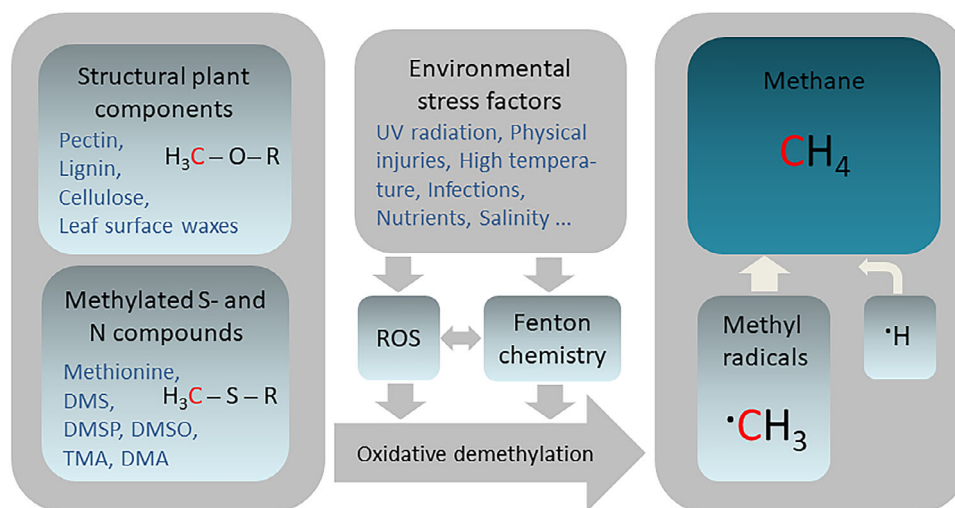 Structural plant
components
Pectin,
Lignin,
Cellulose,
Leaf surface waxes
H₃C – O – R
Methylated S- and
N compounds
Methionine,
DMS,
DMSP, DMSO,
TMA, DMA
H₃C – S – R
Environmental
stress factors
UV radiation, Physical
injuries, High tempera-
ture, Infections,
Nutrients, Salinity ...
ROS
Fenton
chemistry
Oxidative demethylation
Methane
CH₄
Methyl
radicals
·CH₃
·H